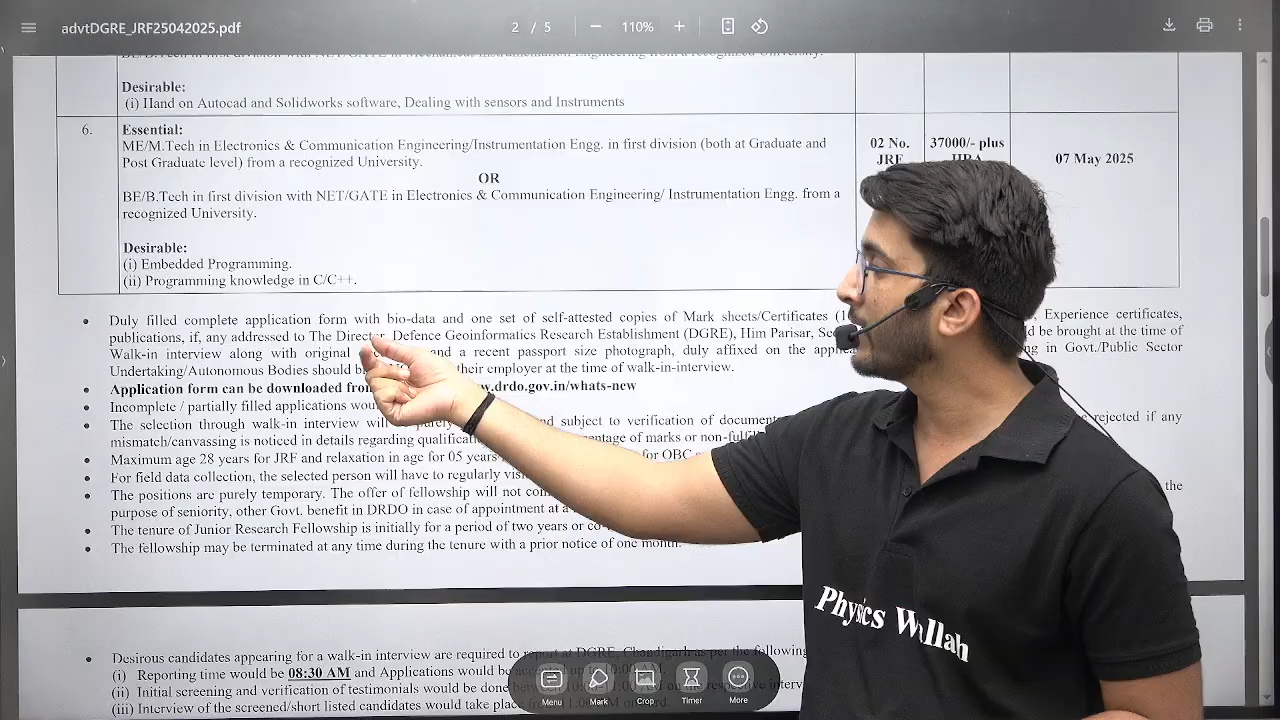 advtDGRE_JRF25042025.pdf
2 / 5
110%
Desirable:
(i) Hand on Autocad and Solidworks software, Dealing with sensors and Instruments
6.
Essential:
ME/M.Tech in Electronics & Communication Engineering/Instrumentation Engg. in first division (both at Graduate and
Post Graduate level) from a recognized University.
OR
BE/B.Tech in first division with NET/GATE in Electronics & Communication Engineering/ Instrumentation Engg. from a
recognized University.
Desirable:
(i) Embedded Programming.
(ii) Programming knowledge in C/C++.
02 No.
JRF
37000/- plus
HRA
07 May 2025
Duly filled complete application form with bio-data and one set of self-attested copies of Mark sheets/Certificates Experience certificates,
publications, if, any addressed to The Director, Defence Geoinformatics Research Establishment (DGRE), Him Parisar, be brought at the time of
Walk-in interview along with original and a recent passport size photograph, duly affixed on the in Govt./Public Sector
Undertaking/Autonomous Bodies should their employer at the time of walk-in-interview.
Application form can be downloaded drdo.gov.in/whats-new
Incomplete / partially filled applications
The selection through walk-in interview will and subject to verification of rejected if any
mismatch/canvassing is noticed in details regarding of marks or
Maximum age 28 years for JRF and relaxation in age for 05 years for OBC
For field data collection, the selected person will have to regularly the
The positions are purely temporary. The offer of fellowship will not
purpose of seniority, other Govt. benefit in DRDO in case of appointment at
The tenure of Junior Research Fellowship is initially for a period of two years or
The fellowship may be terminated at any time during the tenure with a prior notice of one month.
Desirous candidates appearing for a walk-in interview are required to report at DGRE, Chandigarh as per the following
(i) Reporting time would be 08:30 AM and Applications would be
(ii) Initial screening and verification of testimonials would be done
(iii) Interview of the screened/short listed candidates would take place
Menu
Mark
Crop
Timer
More
Physics Wallah